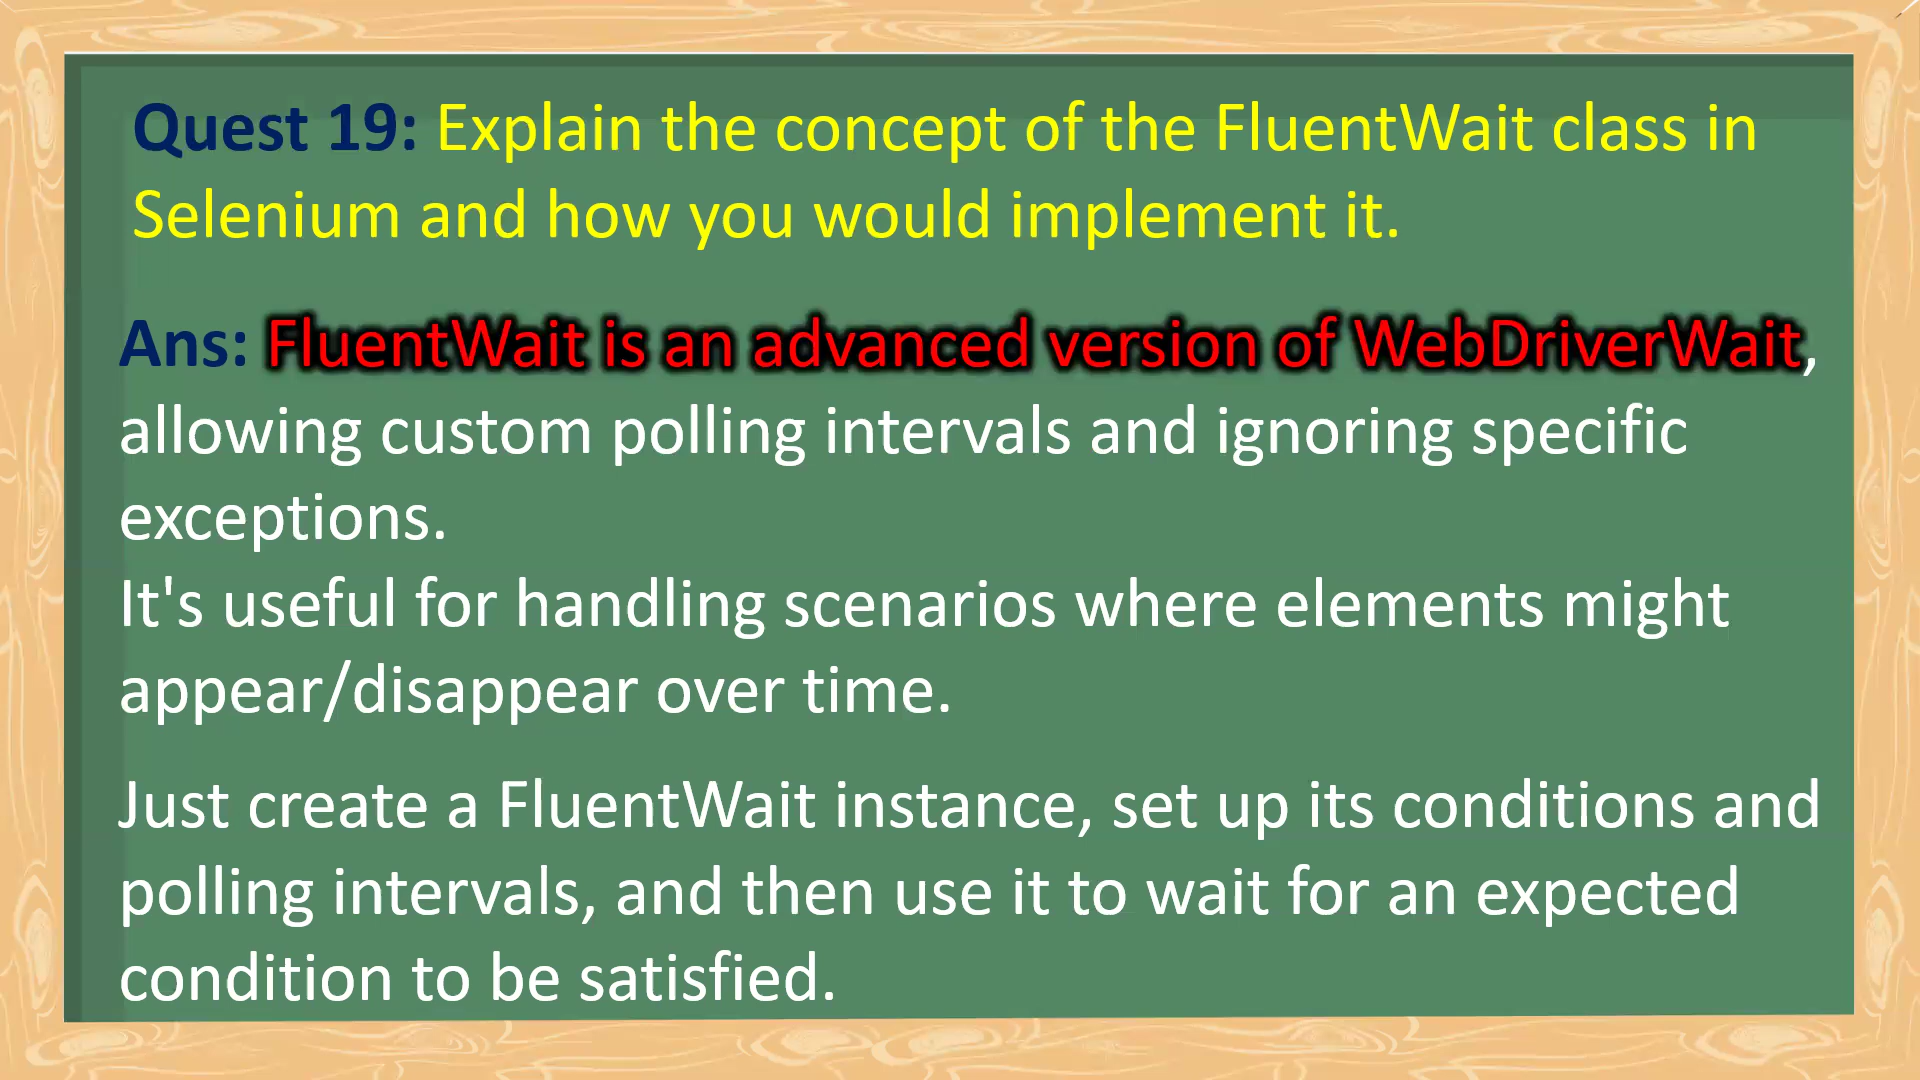 Quest 19: Explain the concept of the FluentWait class in
Selenium and how you would implement it.
Ans: FluentWait is an advanced version of WebDriverWait,
allowing custom polling intervals and ignoring specific
exceptions.
It's useful for handling scenarios where elements might
appear/disappear over time.
Just create a FluentWait instance, set up its conditions and
polling intervals, and then use it to wait for an expected
condition to be satisfied.